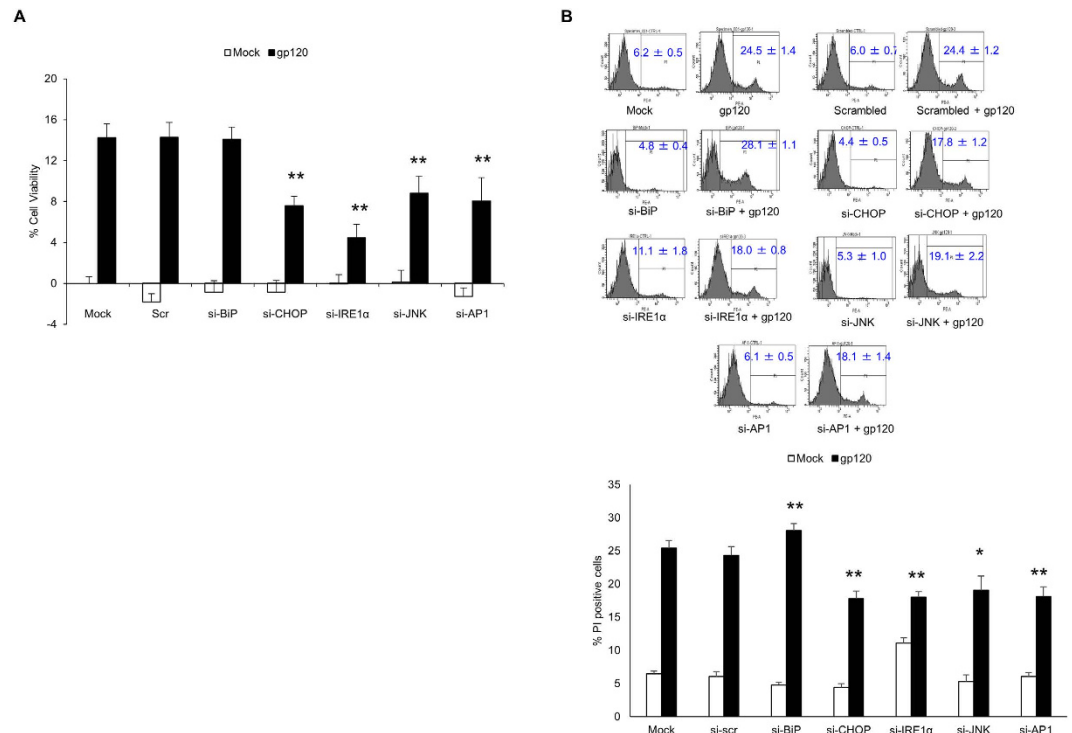 A
Mock gp120
% Cell Viability
20
16
12
8
4
0
-4
** ** ** **
Mock Scr si-BiP si-CHOP si-IRE1α si-JNK si-AP1
B
6.2 ± 0.5 24.5 ± 1.4 6.0 ± 0.7 24.4 ± 1.2
Mock gp120 Scrambled Scrambled + gp120
4.8 ± 0.4 28.1 ± 1.1 4.4 ± 0.5 17.8 ± 1.2
si-BiP si-BiP + gp120 si-CHOP si-CHOP + gp120
11.1 ± 1.8 18.0 ± 0.8 5.3 ± 1.0 19.1 ± 2.2
si-IRE1α si-IRE1α + gp120 si-JNK si-JNK + gp120
6.1 ± 0.5 18.1 ± 1.4
si-AP1 si-AP1 + gp120
Mock gp120
% PI positive cells
35
30
25
20
15
10
5
0
** ** ** * **
Mock si-scr si-BiP si-CHOP si-IRE1α si-JNK si-AP1